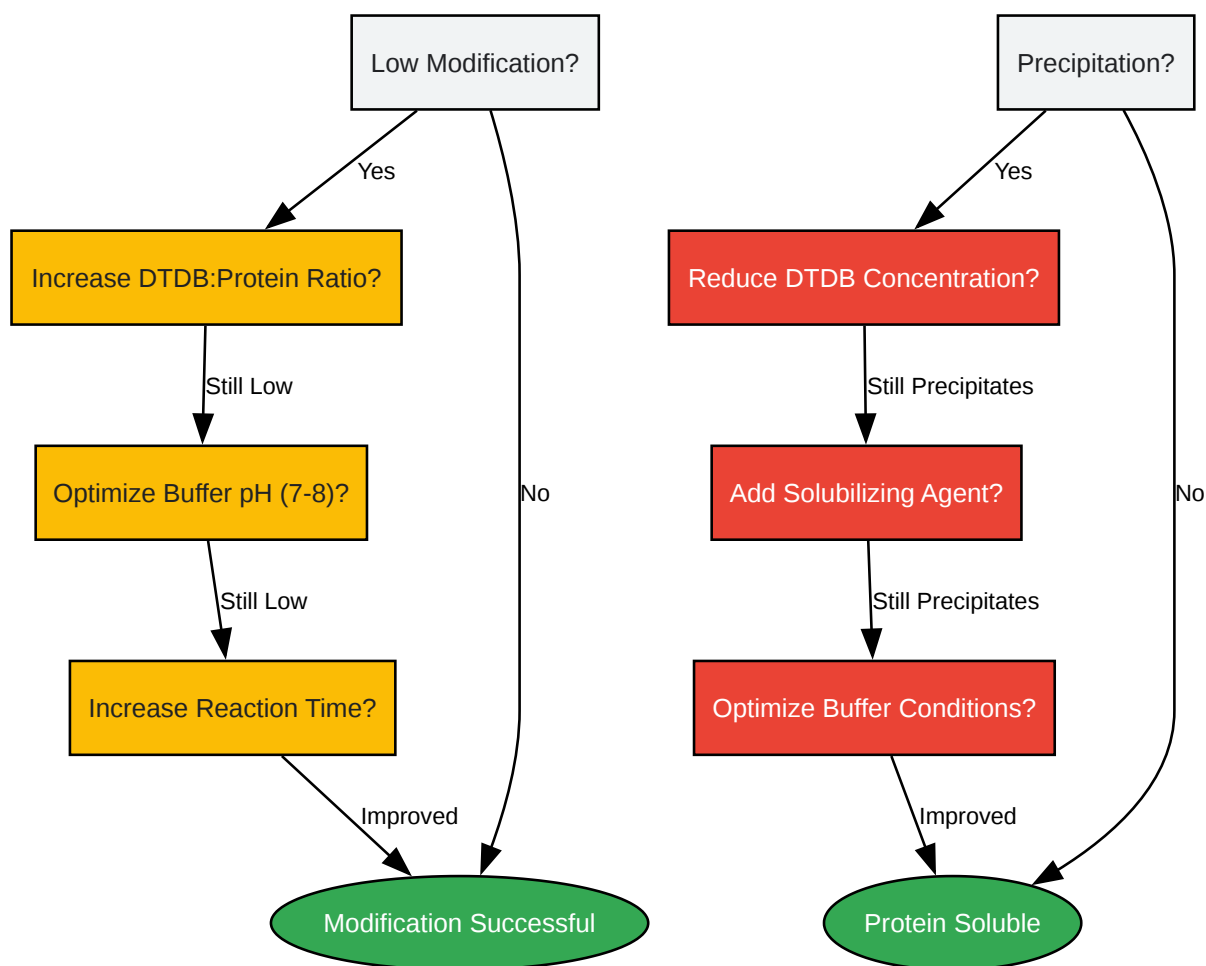 Low Modification?
Precipitation?
Yes
Yes
Increase DTDB:Protein Ratio?
Reduce DTDB Concentration?
Still Low
Still Precipitates
Optimize Buffer pH (7-8)?
No
Add Solubilizing Agent?
No
Still Low
Still Precipitates
Increase Reaction Time?
Optimize Buffer Conditions?
Improved
Improved
Modification Successful
Protein Soluble